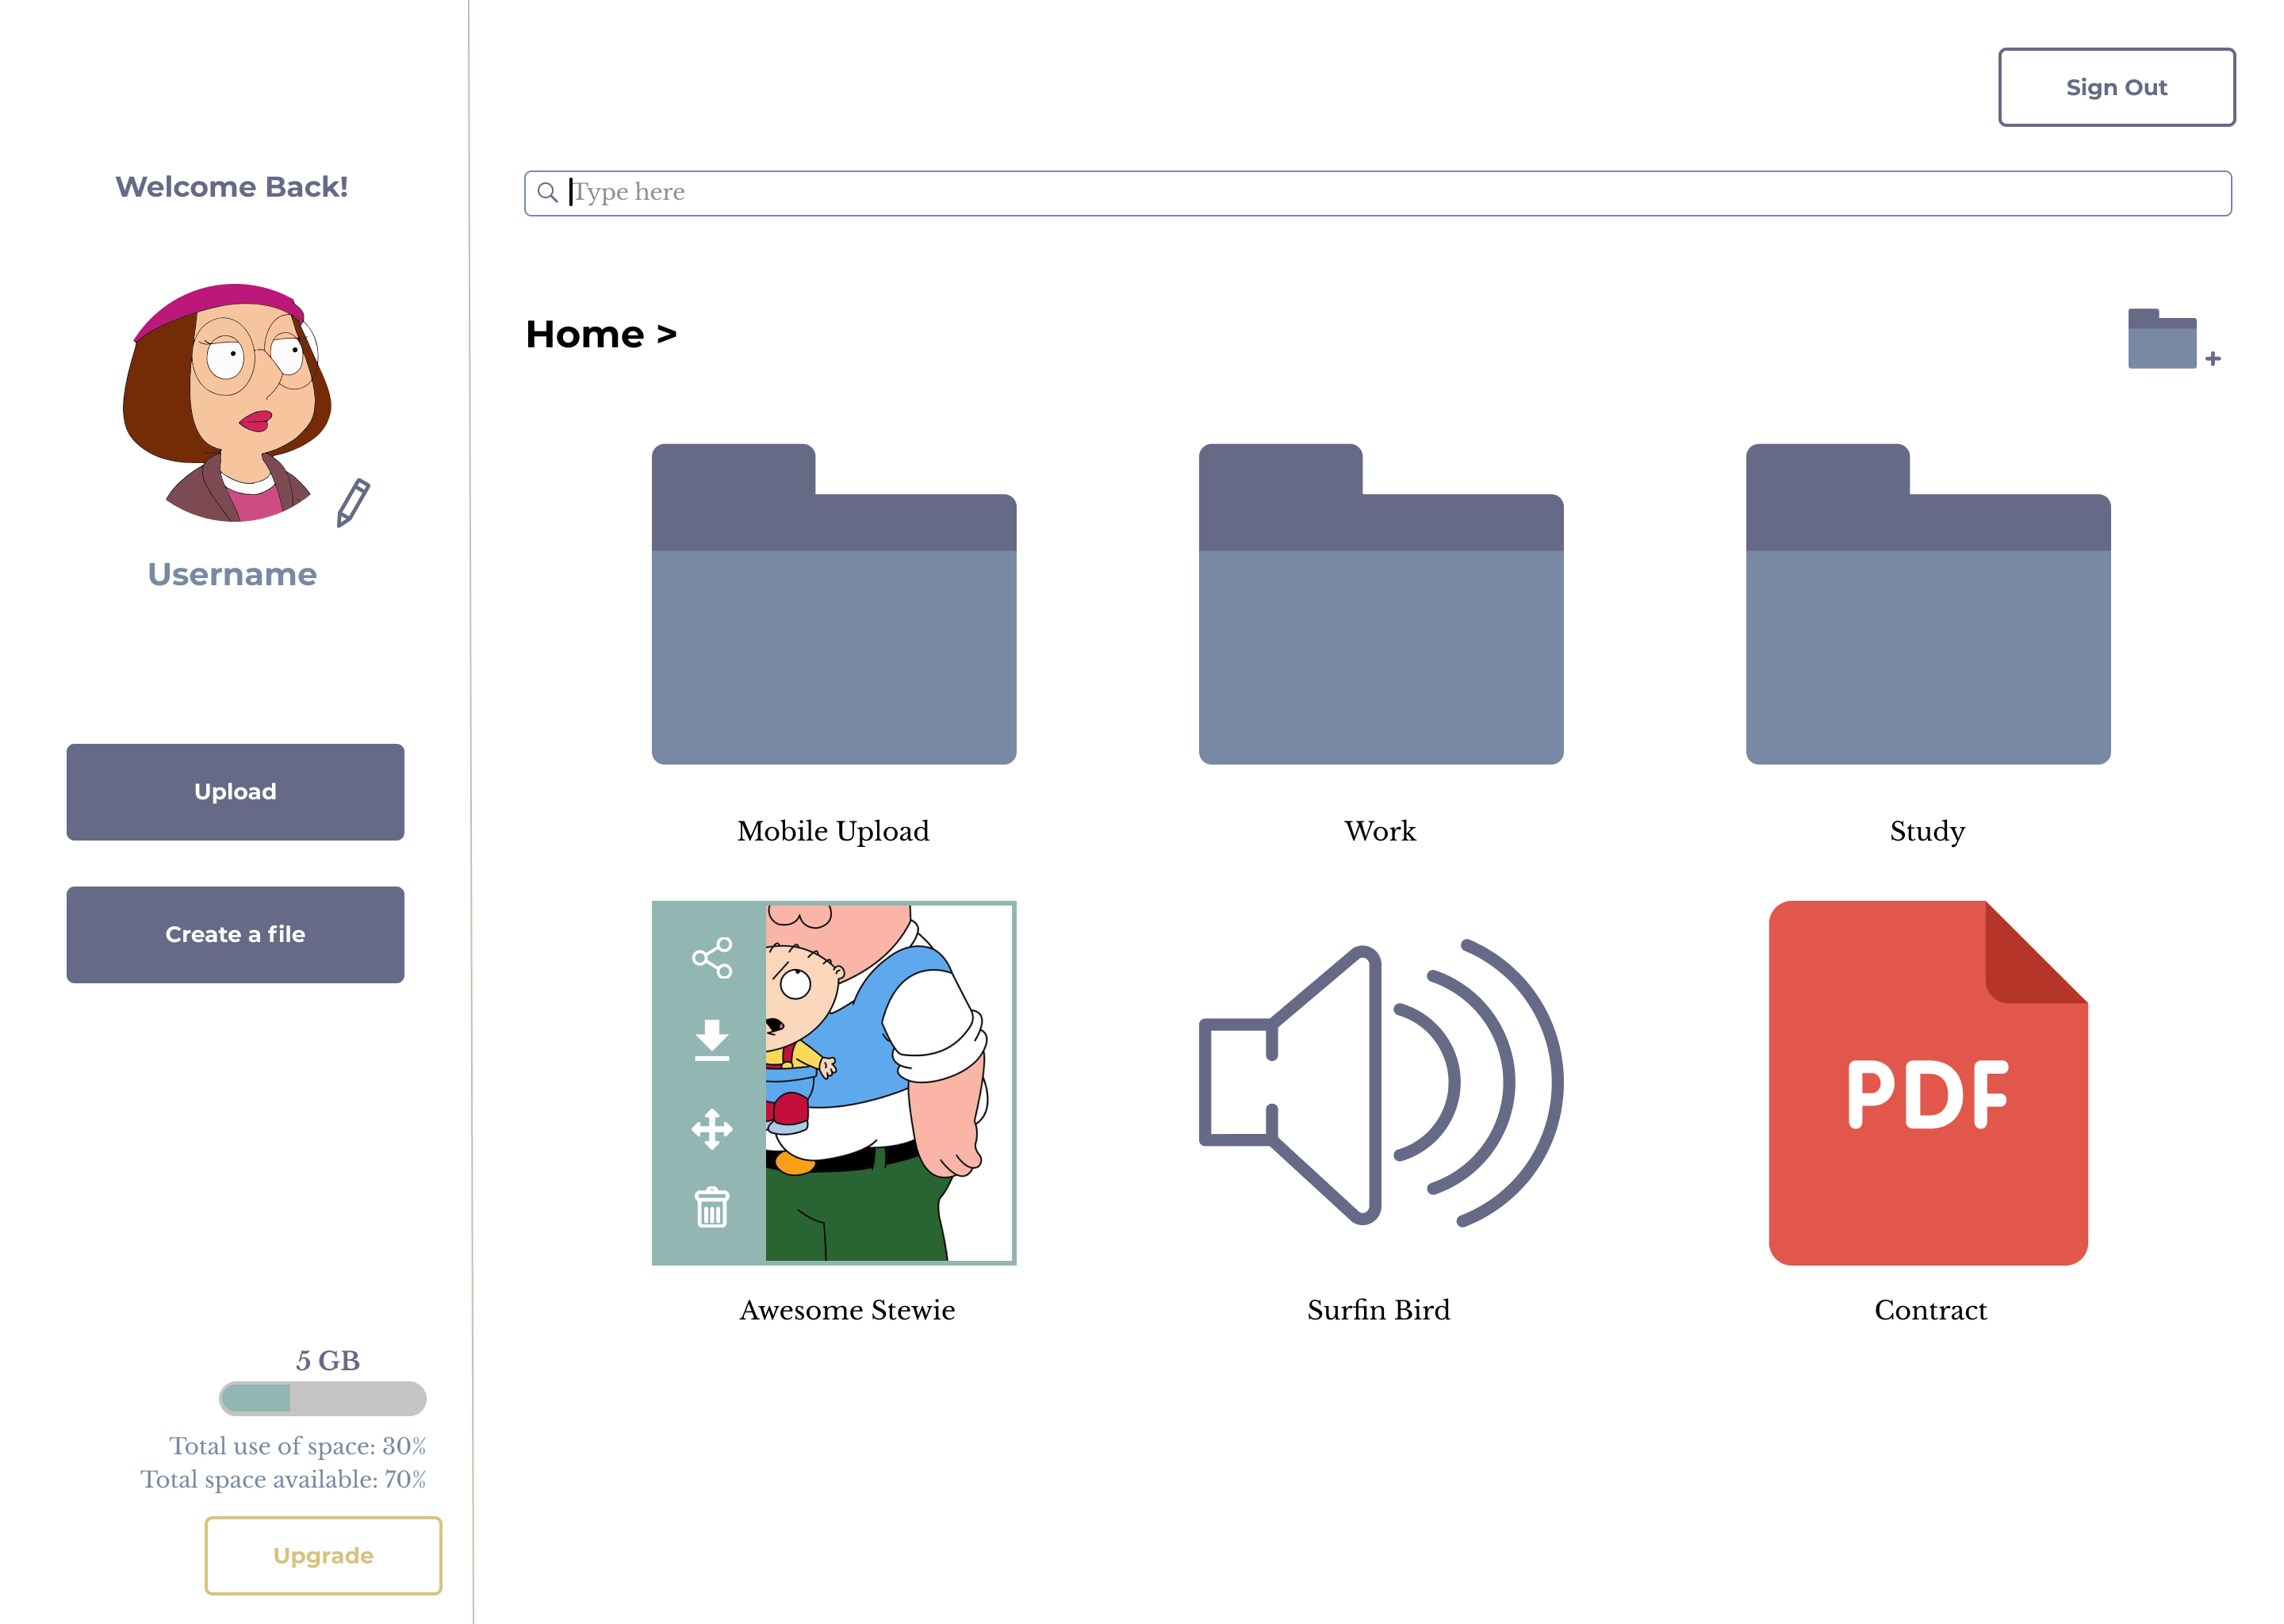 Sign Out
Welcome Back!
Type here
Home >
Username
Upload
Create a file
Mobile Upload
Work
Study
PDF
Awesome Stewie
Surfin Bird
Contract
5 GB
Total use of space: 30%
Total space available: 70%
Upgrade